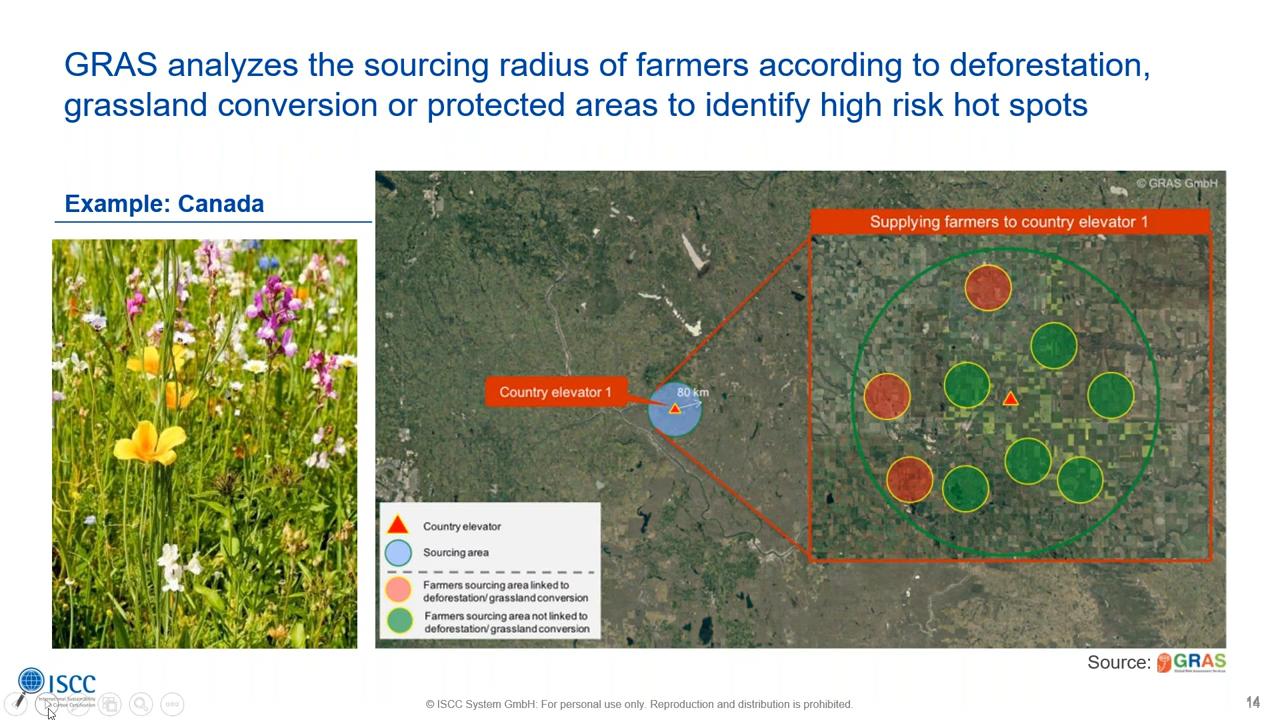 GRAS analyzes the sourcing radius of farmers according to deforestation,
grassland conversion or protected areas to identify high risk hot spots
Example: Canada
© GRAS GmbH
Supplying farmers to country elevator 1
Country elevator 1
80 km
Country elevator
Sourcing area
Farmers sourcing area linked to
deforestation/ grassland conversion
Farmers sourcing area not linked to
deforestation/ grassland conversion
Source: GRAS
ISCC
© ISCC System GmbH: For personal use only. Reproduction and distribution is prohibited.
14